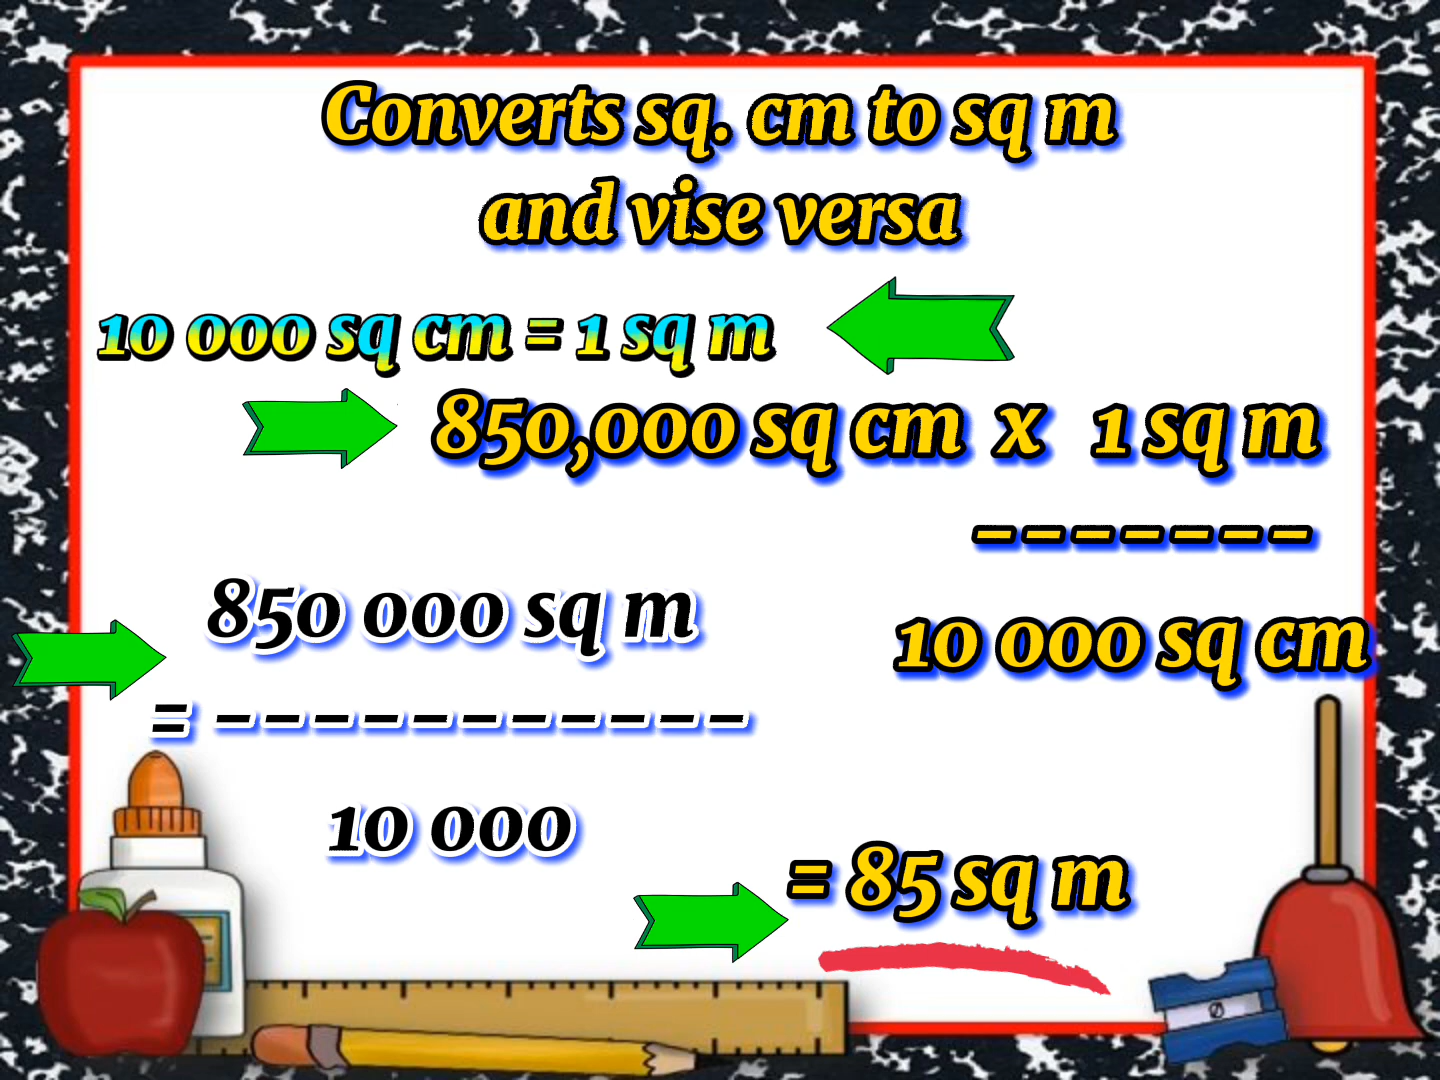 Converts sq. cm to sq m
and vise versa
10 000 sq cm = 1 sq m
850,000 sq cm x 1 sq m
-------
10 000 sq cm
850 000 sq m
= -----------
10 000
= 85 sq m